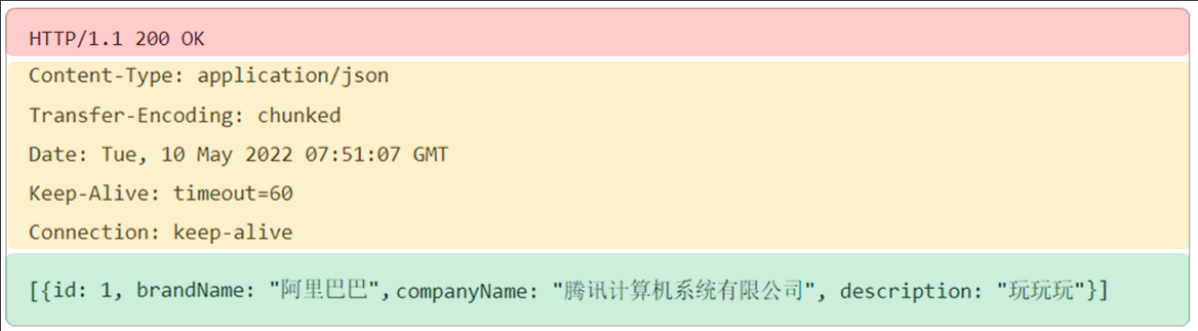 HTTP/1.1 200 OK
Content-Type: application/json
Transfer-Encoding: chunked
Date: Tue, 10 May 2022 07:51:07 GMT
Keep-Alive: timeout=60
Connection: keep-alive
[{id: 1, brandName: "阿里巴巴",companyName: "腾讯计算机系统有限公司", description: "玩玩玩"}]